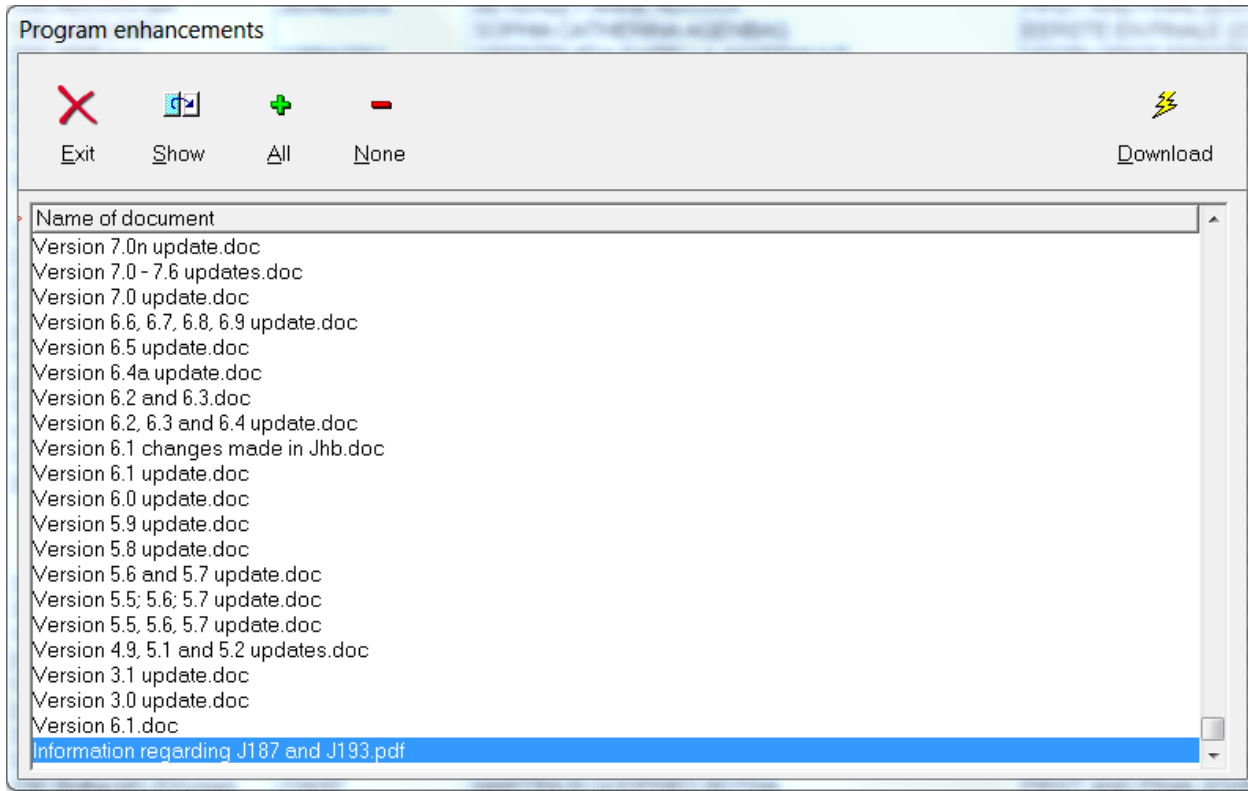 Program enhancements
Exit Show All None Download
Name of document
Version 7.0n update.doc
Version 7.0 - 7.6 updates.doc
Version 7.0 update.doc
Version 6.6, 6.7, 6.8, 6.9 update.doc
Version 6.5 update.doc
Version 6.4a update.doc
Version 6.2 and 6.3.doc
Version 6.2, 6.3 and 6.4 update.doc
Version 6.1 changes made in Jhb.doc
Version 6.1 update.doc
Version 6.0 update.doc
Version 5.9 update.doc
Version 5.8 update.doc
Version 5.6 and 5.7 update.doc
Version 5.5; 5.6; 5.7 update.doc
Version 5.5, 5.6, 5.7 update.doc
Version 4.9, 5.1 and 5.2 updates.doc
Version 3.1 update.doc
Version 3.0 update.doc
Version 6.1.doc
Information regarding J187 and J193.pdf